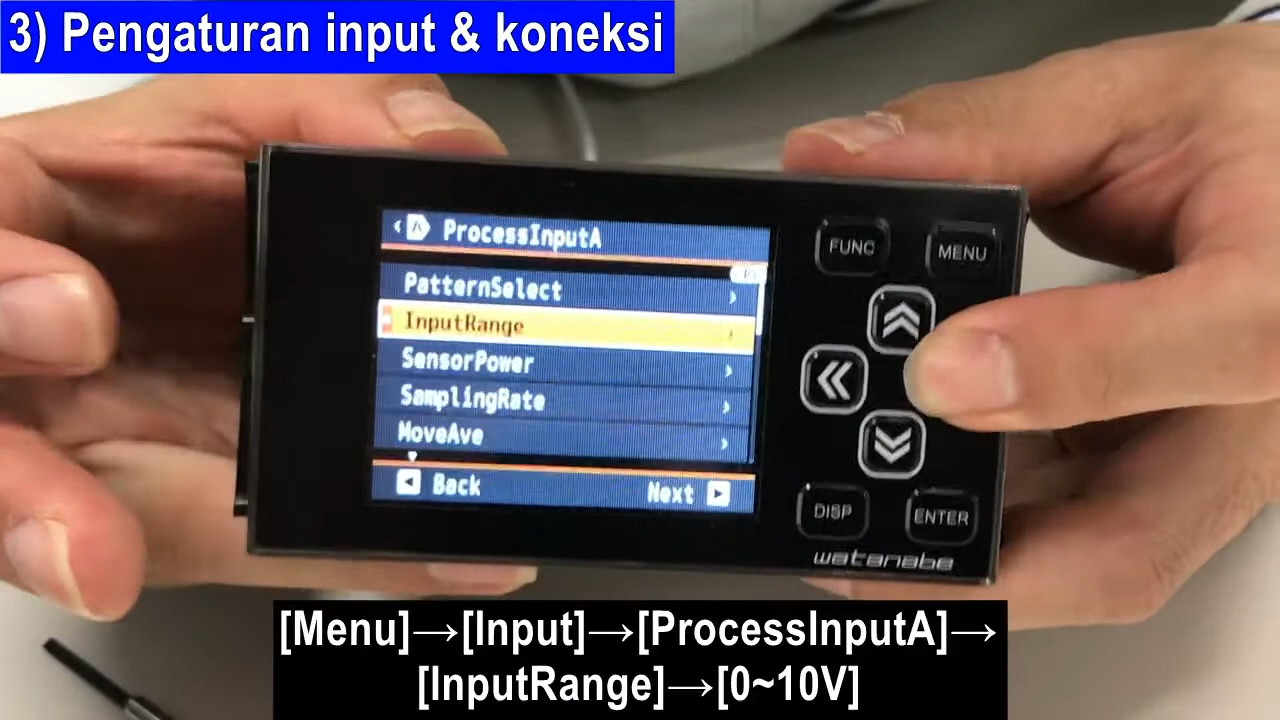 3) Pengaturan input & koneksi
ProcessInputA
PatternSelect
InputRange
SensorPower
SamplingRate
MoveAve
Back
Next
FUNC
MENU
DISP
ENTER
watanabe
[Menu]→[Input]→[ProcessInputA]→
[InputRange]→[0~10V]